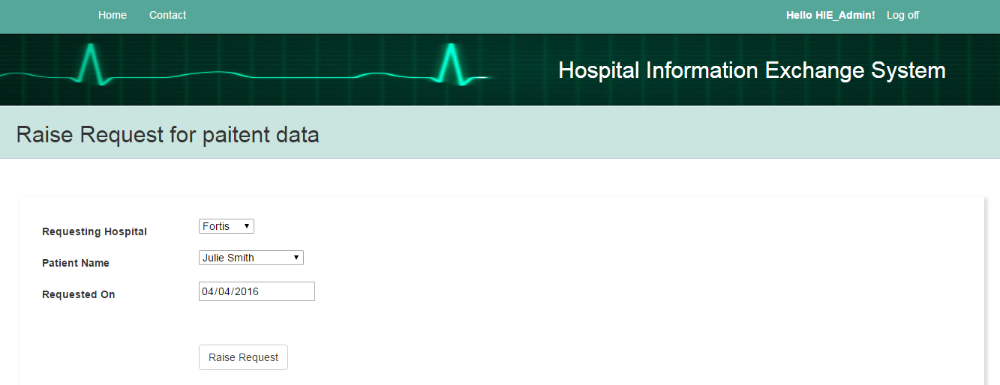 Home Contact Hello HIE_Admin! Log off
Hospital Information Exchange System
Raise Request for paitent data
Requesting Hospital Fortis
Patient Name Julie Smith
Requested On 04/04/2016
Raise Request